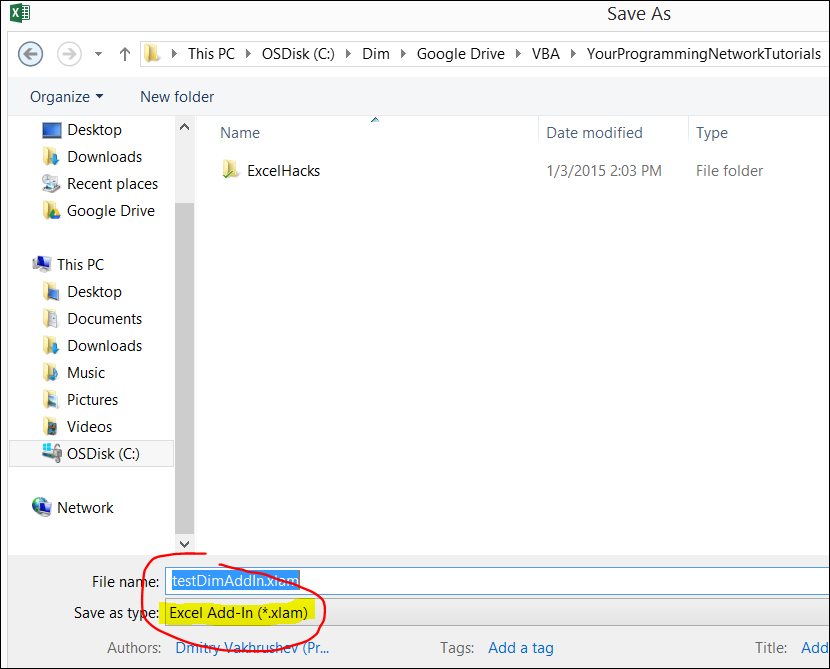 Save As
This PC OSDisk (C:) Dim Google Drive VBA YourProgrammingNetworkTutorials
Organize New folder
Name Date modified Type
ExcelHacks 1/3/2015 2:03 PM File folder
Desktop
Downloads
Recent places
Google Drive
This PC
Desktop
Documents
Downloads
Music
Pictures
Videos
OSDisk (C:)
Network
File name: testDimAddIn.xlam
Save as type: Excel Add-In (*.xlam)
Authors: Dmitry Vakhrushev (Pr... Tags: Add a tag Title: Add